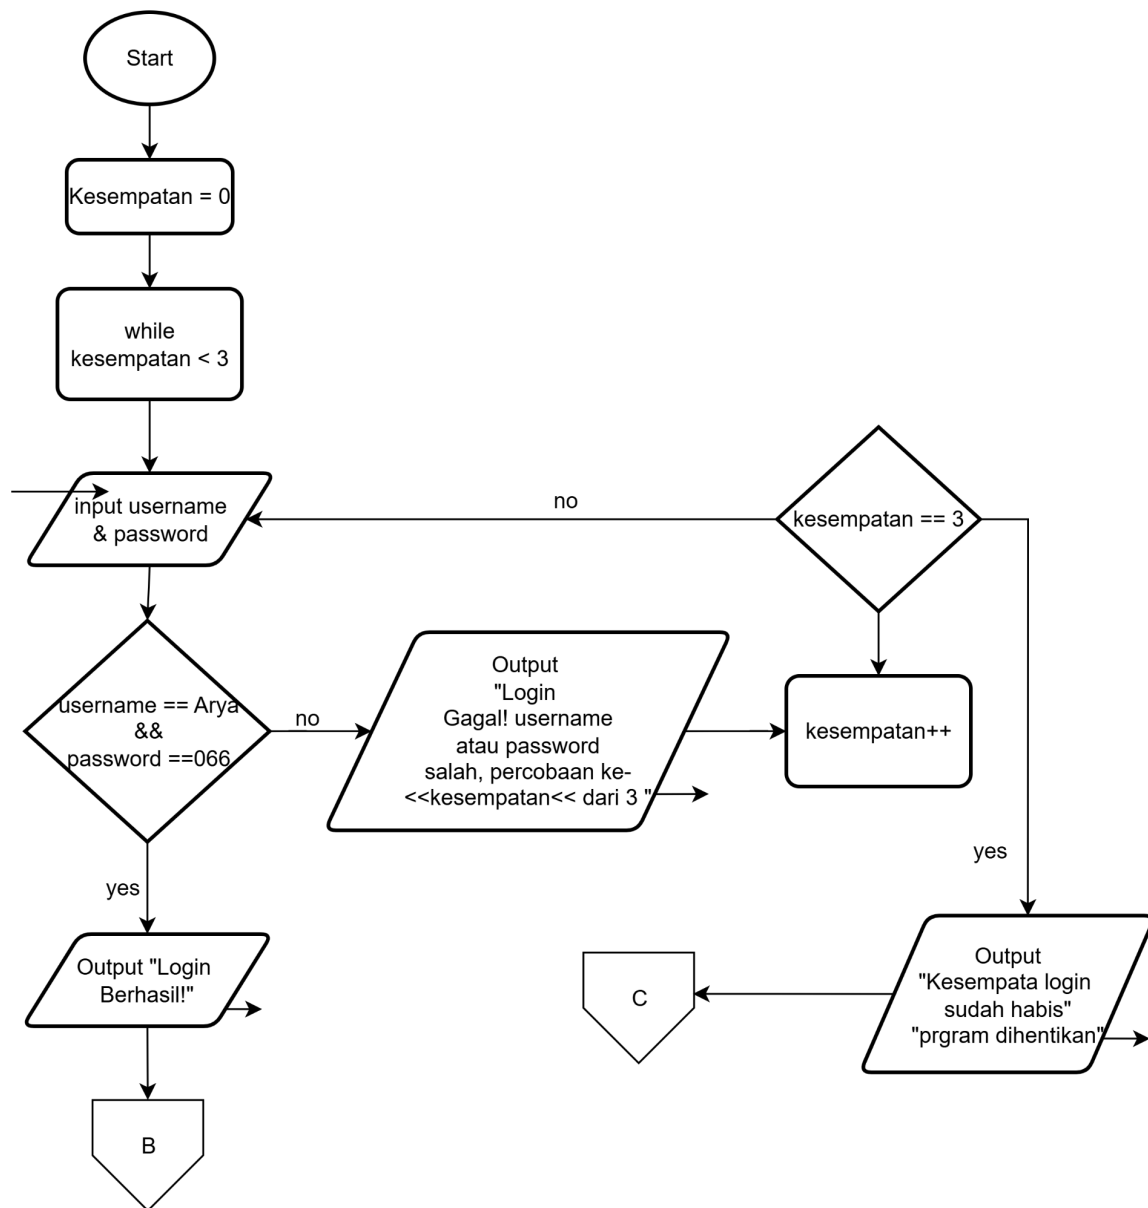 Start
Kesempatan = 0
while
kesempatan < 3
input username
& password
no
kesempatan == 3
username == Arya
&&
password ==066
no
Output
"Login
Gagal! username
atau password
salah, percobaan ke-
<<kesempatan<< dari 3 "
kesempatan++
yes
yes
Output "Login
Berhasil!"
C
Output
"Kesempata login
sudah habis"
"prgram dihentikan"
B